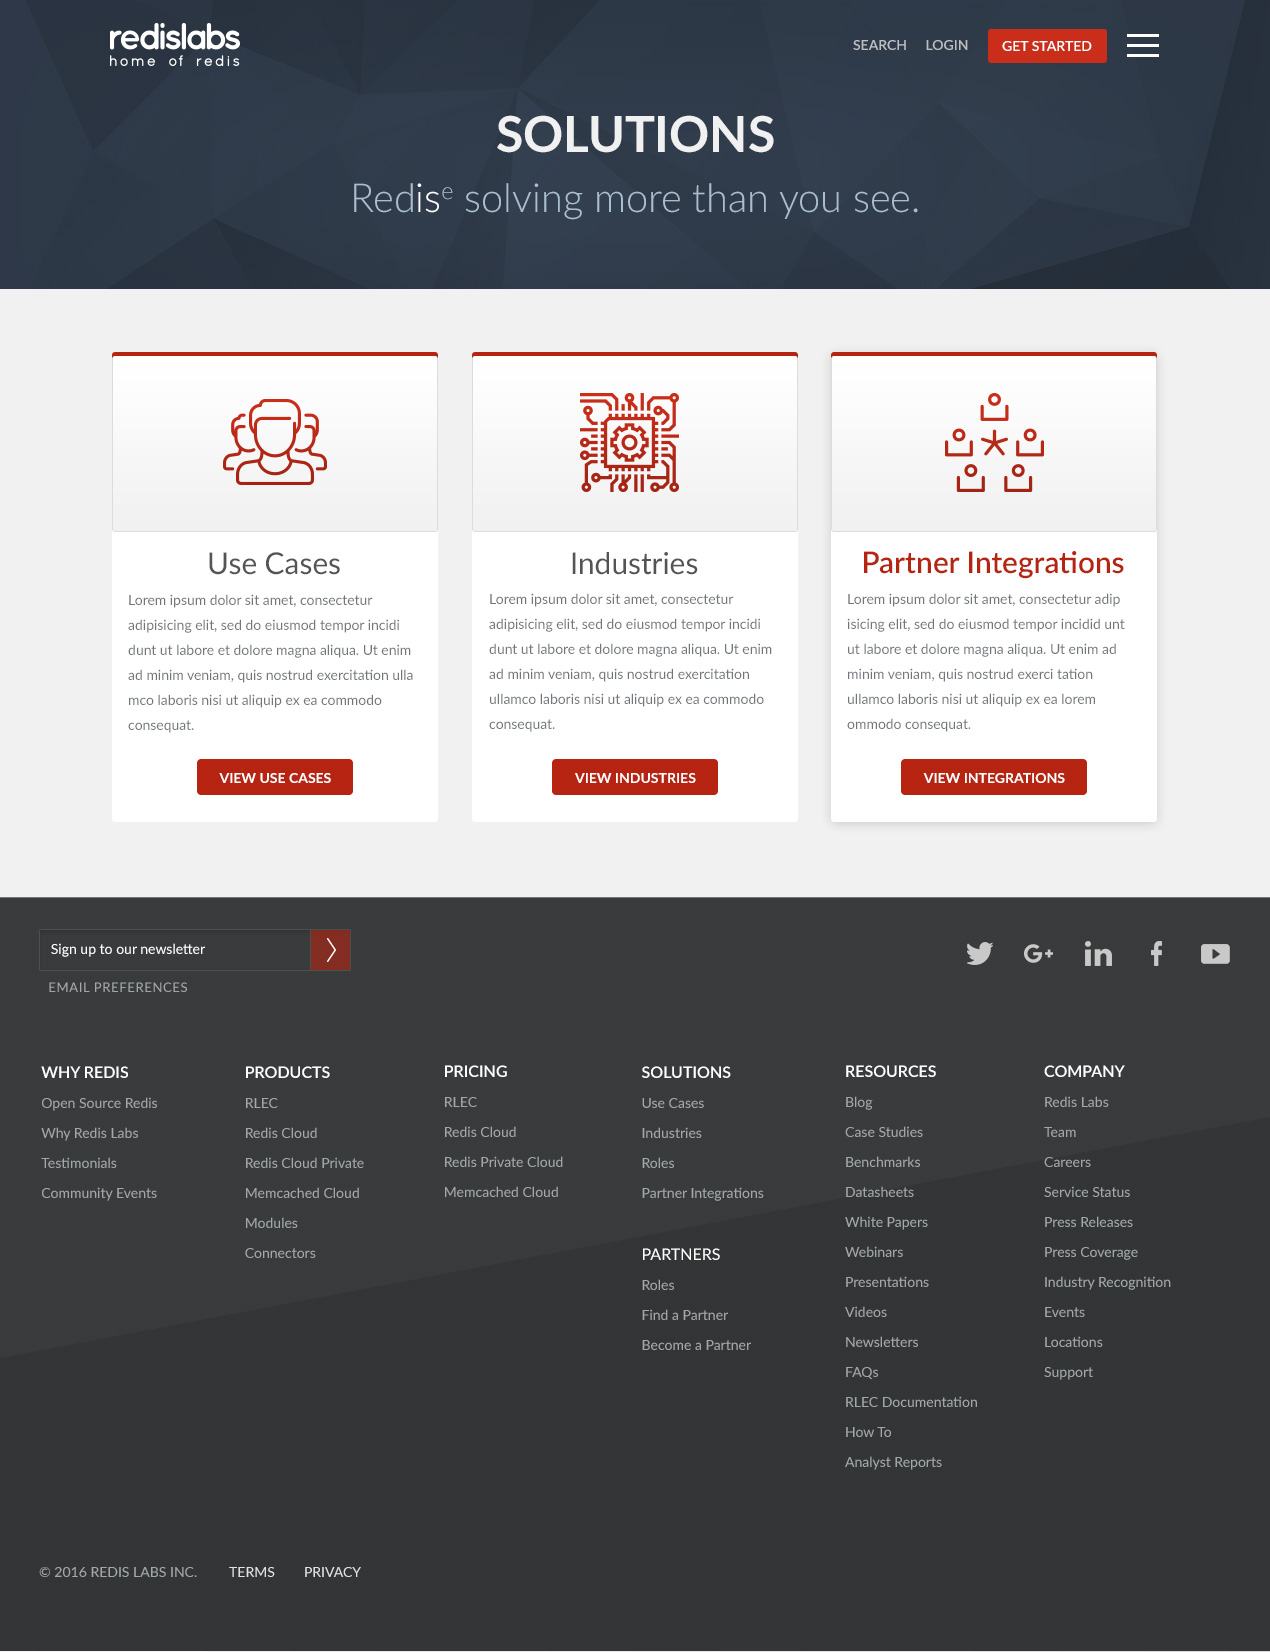 redislabs
home of redis
SEARCH LOGIN GET STARTED
SOLUTIONS
Redisᵉ solving more than you see.
Use Cases
Lorem ipsum dolor sit amet, consectetur
adipisicing elit, sed do eiusmod tempor incidi
dunt ut labore et dolore magna aliqua. Ut enim
ad minim veniam, quis nostrud exercitation ulla
mco laboris nisi ut aliquip ex ea commodo
consequat.
VIEW USE CASES
Industries
Lorem ipsum dolor sit amet, consectetur
adipisicing elit, sed do eiusmod tempor incidi
dunt ut labore et dolore magna aliqua. Ut enim
ad minim veniam, quis nostrud exercitation
ullamco laboris nisi ut aliquip ex ea commodo
consequat.
VIEW INDUSTRIES
Partner Integrations
Lorem ipsum dolor sit amet, consectetur adip
isicing elit, sed do eiusmod tempor incidid unt
ut labore et dolore magna aliqua. Ut enim ad
minim veniam, quis nostrud exerci tation
ullamco laboris nisi ut aliquip ex ea lorem
ommodo consequat.
VIEW INTEGRATIONS
Sign up to our newsletter
EMAIL PREFERENCES
WHY REDIS
Open Source Redis
Why Redis Labs
Testimonials
Community Events
PRODUCTS
RLEC
Redis Cloud
Redis Cloud Private
Memcached Cloud
Modules
Connectors
PRICING
RLEC
Redis Cloud
Redis Private Cloud
Memcached Cloud
SOLUTIONS
Use Cases
Industries
Roles
Partner Integrations
PARTNERS
Roles
Find a Partner
Become a Partner
RESOURCES
Blog
Case Studies
Benchmarks
Datasheets
White Papers
Webinars
Presentations
Videos
Newsletters
FAQs
RLEC Documentation
How To
Analyst Reports
COMPANY
Redis Labs
Team
Careers
Service Status
Press Releases
Press Coverage
Industry Recognition
Events
Locations
Support
© 2016 REDIS LABS INC. TERMS PRIVACY